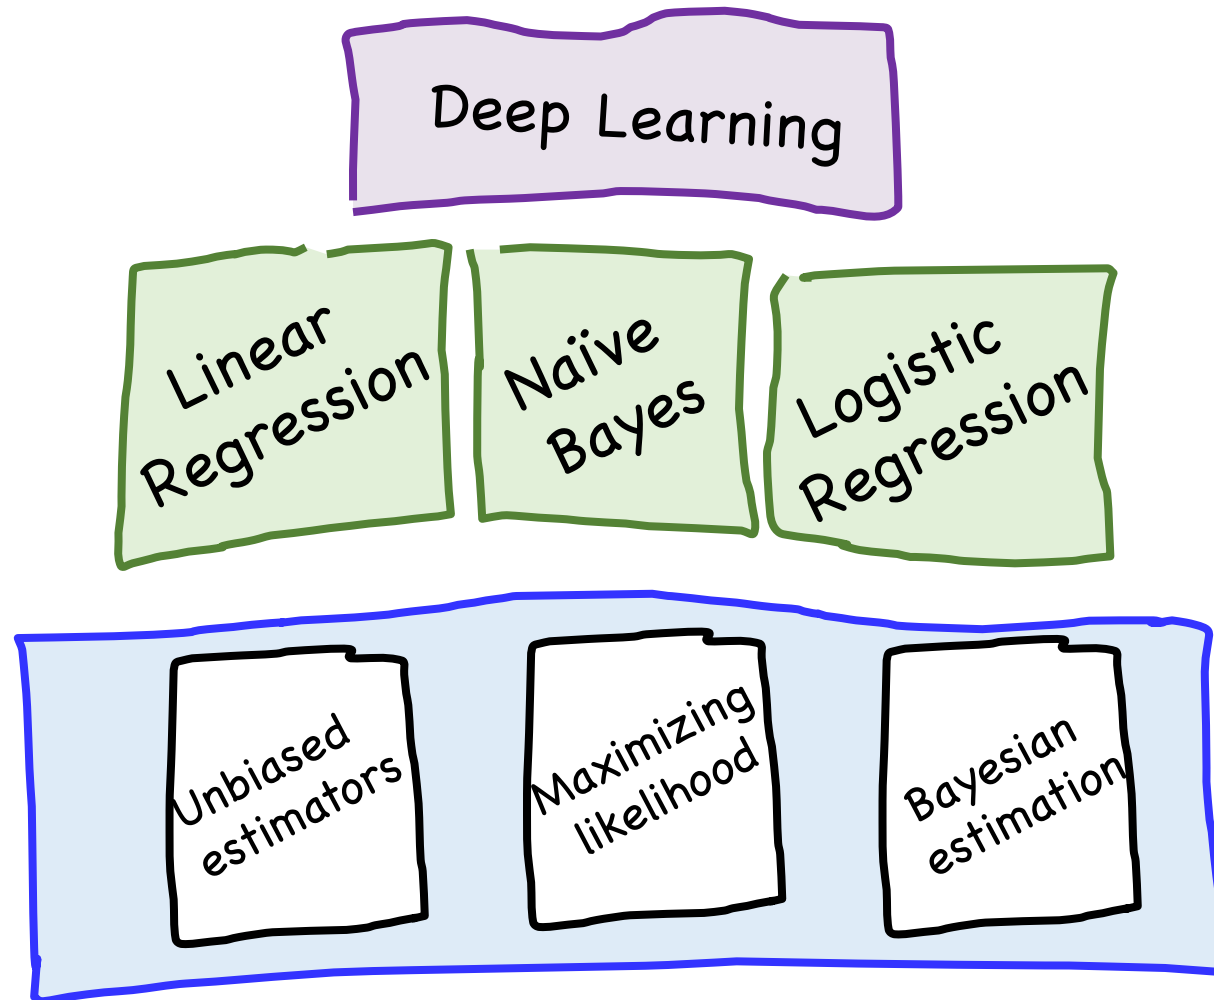 Deep Learning
Linear
Regression
Naïve
Bayes
Logistic
Regression
Unbiased
estimators
Maximizing
likelihood
Bayesian
estimation